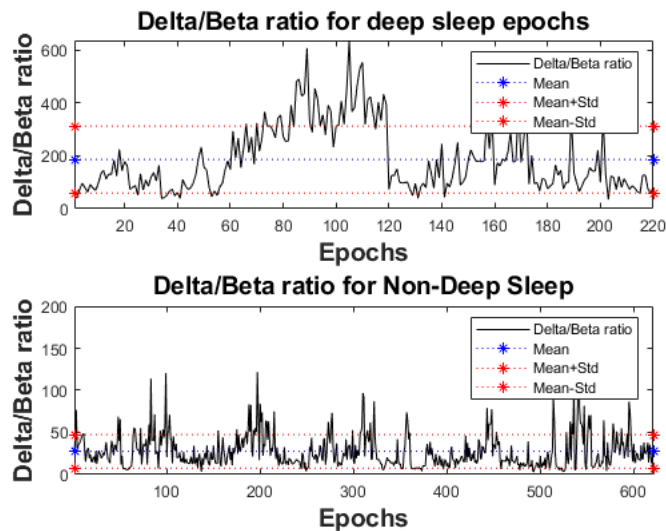 Delta/Beta ratio for deep sleep epochs
600
400
200
0
Delta/Beta ratio
Delta/Beta ratio
Mean
Mean+Std
Mean-Std
20 40 60 80 100 120 140 160 180 200 220
Epochs
Delta/Beta ratio for Non-Deep Sleep
200
150
100
50
0
Delta/Beta ratio
Delta/Beta ratio
Mean
Mean+Std
Mean-Std
100 200 300 400 500 600
Epochs